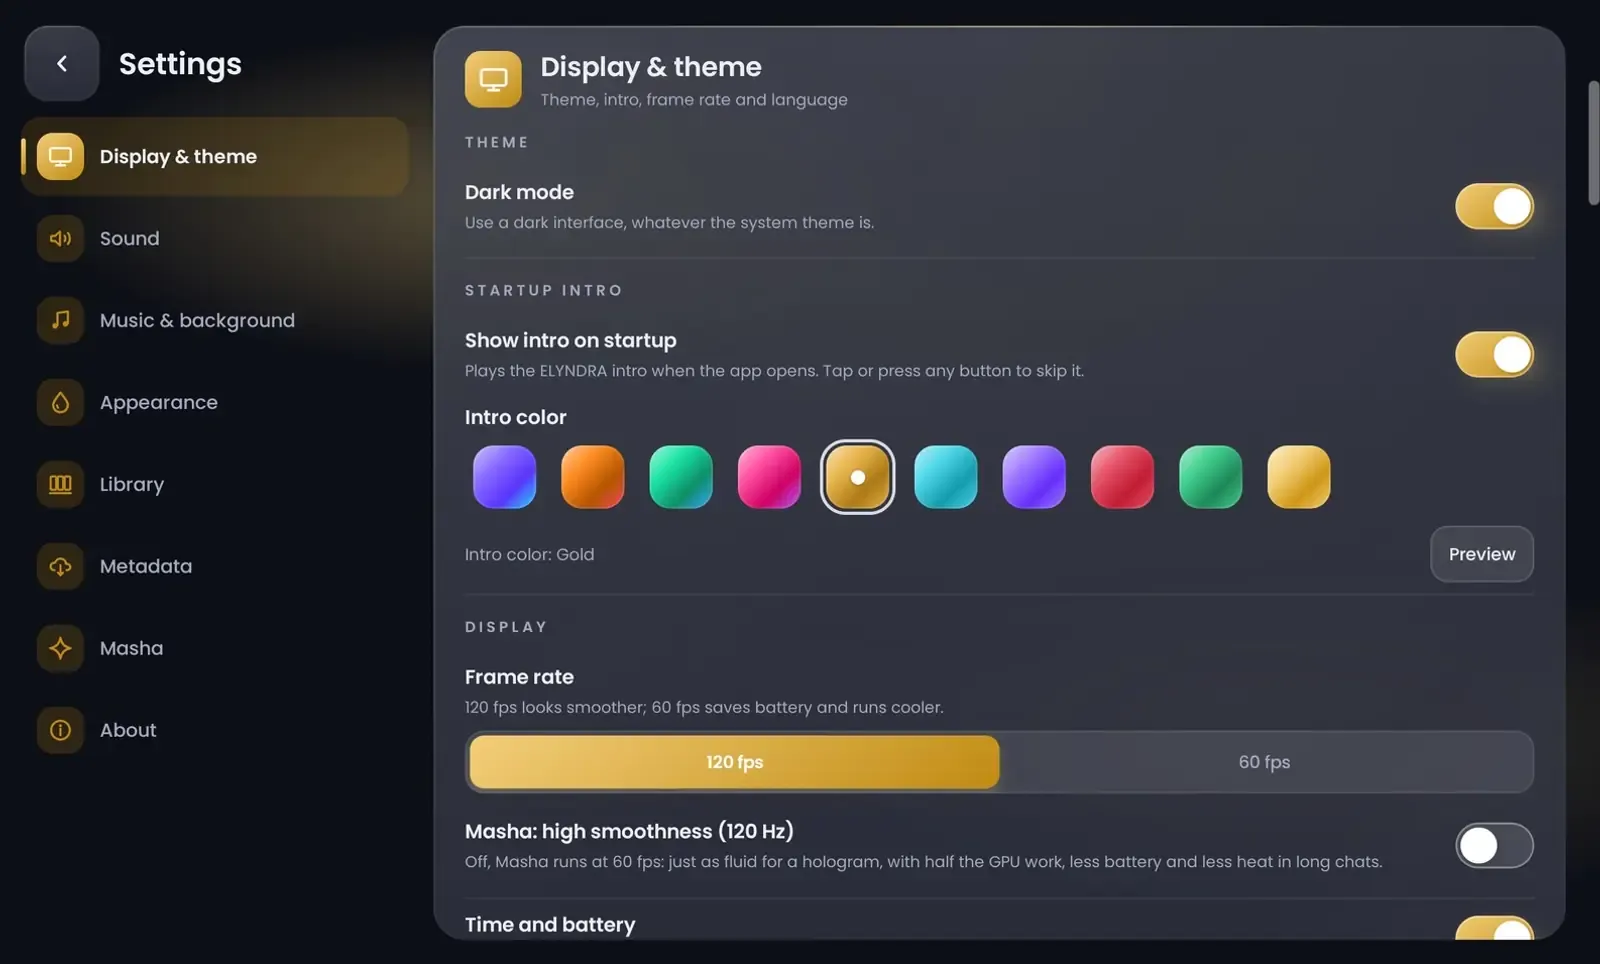 Settings
Display & theme
Sound
Music & background
Appearance
Library
Metadata
Masha
About
Display & theme
Theme, intro, frame rate and language
THEME
Dark mode
Use a dark interface, whatever the system theme is.
STARTUP INTRO
Show intro on startup
Plays the ELYNDRA intro when the app opens. Tap or press any button to skip it.
Intro color
Intro color: Gold
Preview
DISPLAY
Frame rate
120 fps looks smoother; 60 fps saves battery and runs cooler.
120 fps
60 fps
Masha: high smoothness (120 Hz)
Off, Masha runs at 60 fps: just as fluid for a hologram, with half the GPU work, less battery and less heat in long chats.
Time and battery